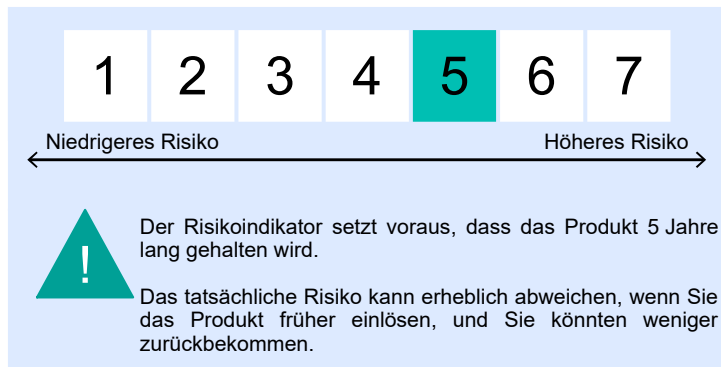 1 2 3 4 5 6 7
Niedrigeres Risiko Höheres Risiko
!
Der Risikoindikator setzt voraus, dass das Produkt 5 Jahre
lang gehalten wird.
Das tatsächliche Risiko kann erheblich abweichen, wenn Sie
das Produkt früher einlösen, und Sie könnten weniger
zurückbekommen.